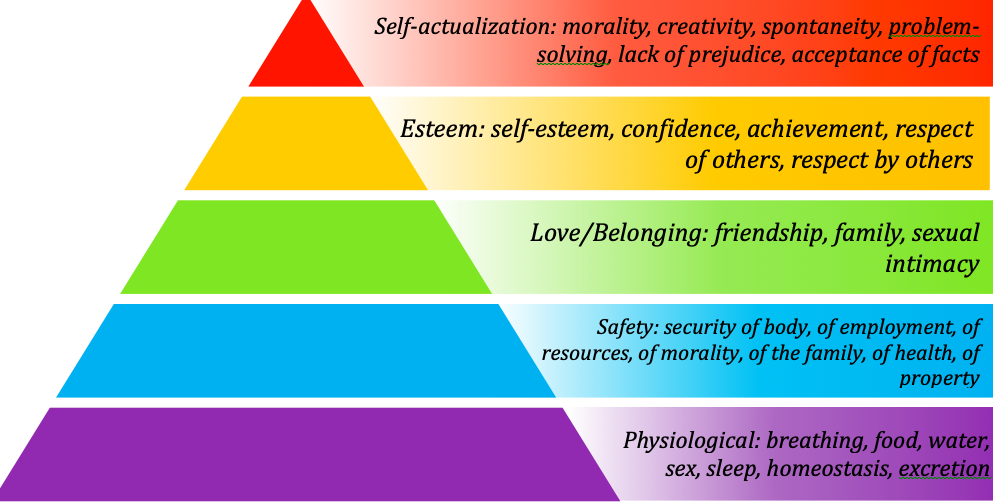 Self-actualization: morality, creativity, spontaneity, problem-
solving, lack of prejudice, acceptance of facts
Esteem: self-esteem, confidence, achievement, respect
of others, respect by others
Love/Belonging: friendship, family, sexual
intimacy
Safety: security of body, of employment, of
resources, of morality, of the family, of health, of
property
Physiological: breathing, food, water,
sex, sleep, homeostasis, excretion